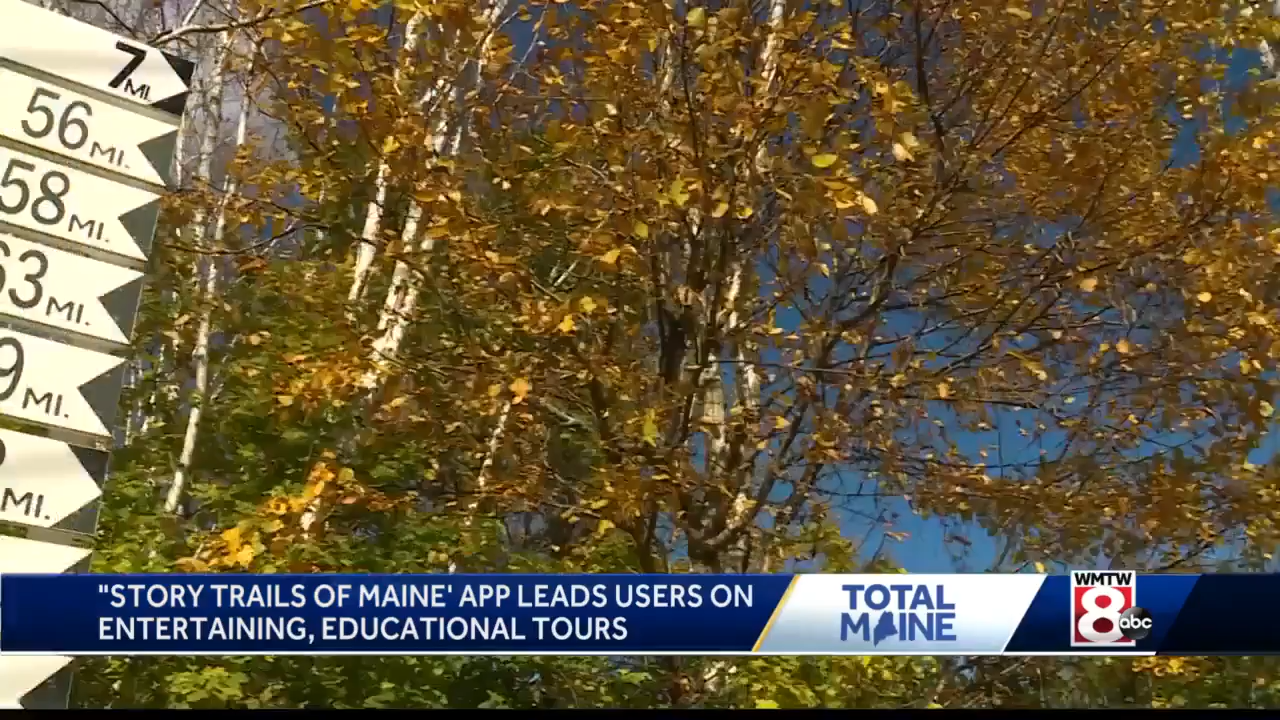 7 MI.
56 MI.
58 MI.
63 MI.
9 MI.
MI.
"STORY TRAILS OF MAINE' APP LEADS USERS ON
ENTERTAINING, EDUCATIONAL TOURS
TOTAL
MAINE
WMTW
8
abc